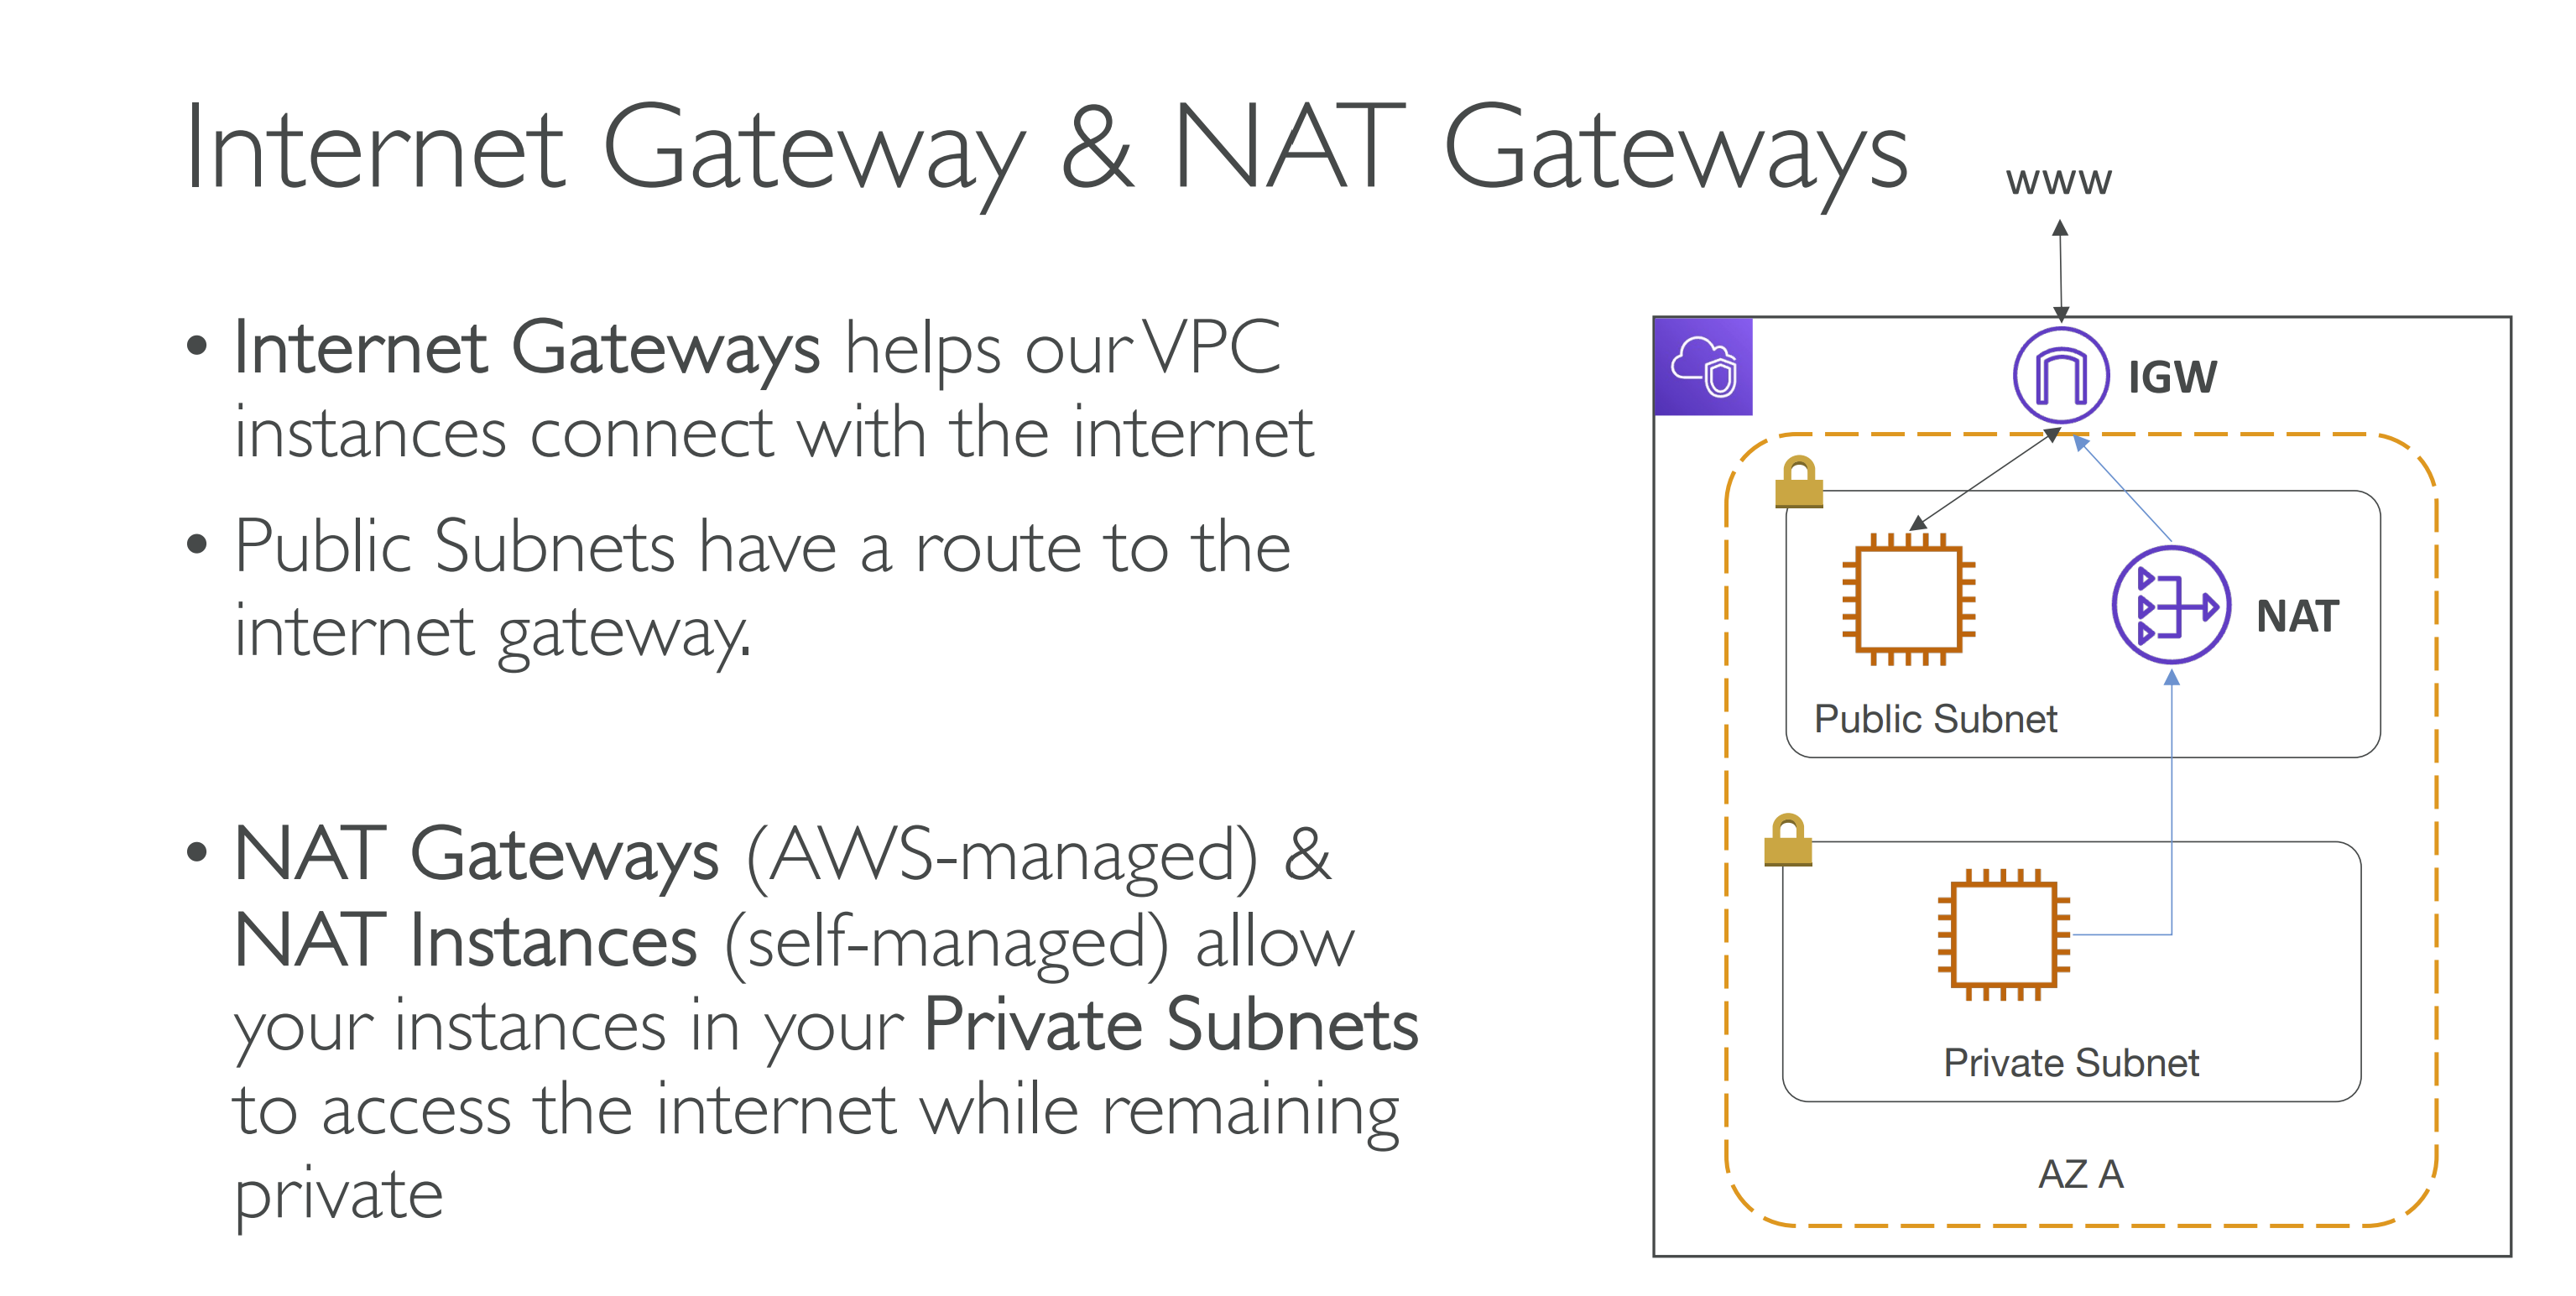 Internet Gateway & NAT Gateways
• Internet Gateways helps our VPC
instances connect with the internet
• Public Subnets have a route to the
internet gateway.
• NAT Gateways (AWS-managed) &
NAT Instances (self-managed) allow
your instances in your Private Subnets
to access the internet while remaining
private
www
IGW
NAT
Public Subnet
Private Subnet
AZ A